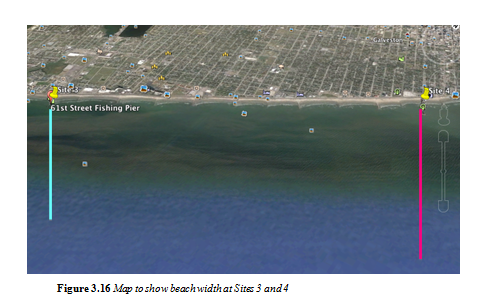 Galveston
Site 3
Site 4
61st Street Fishing Pier
Figure 3.16 Map to show beach width at Sites 3 and 4